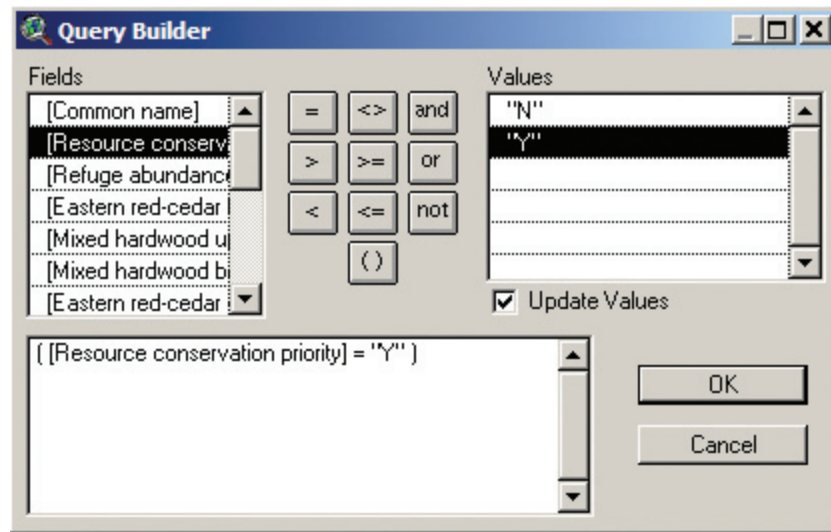 Query Builder
Fields
[Common name]
[Resource conserv
[Refuge abundanc
[Eastern red-cedar
[Mixed hardwood u
[Mixed hardwood b
[Eastern red-cedar
= <> and
> >= or
< <= not
( )
Values
"N"
"Y"
Update Values
( [Resource conservation priority] = "Y" )
OK
Cancel